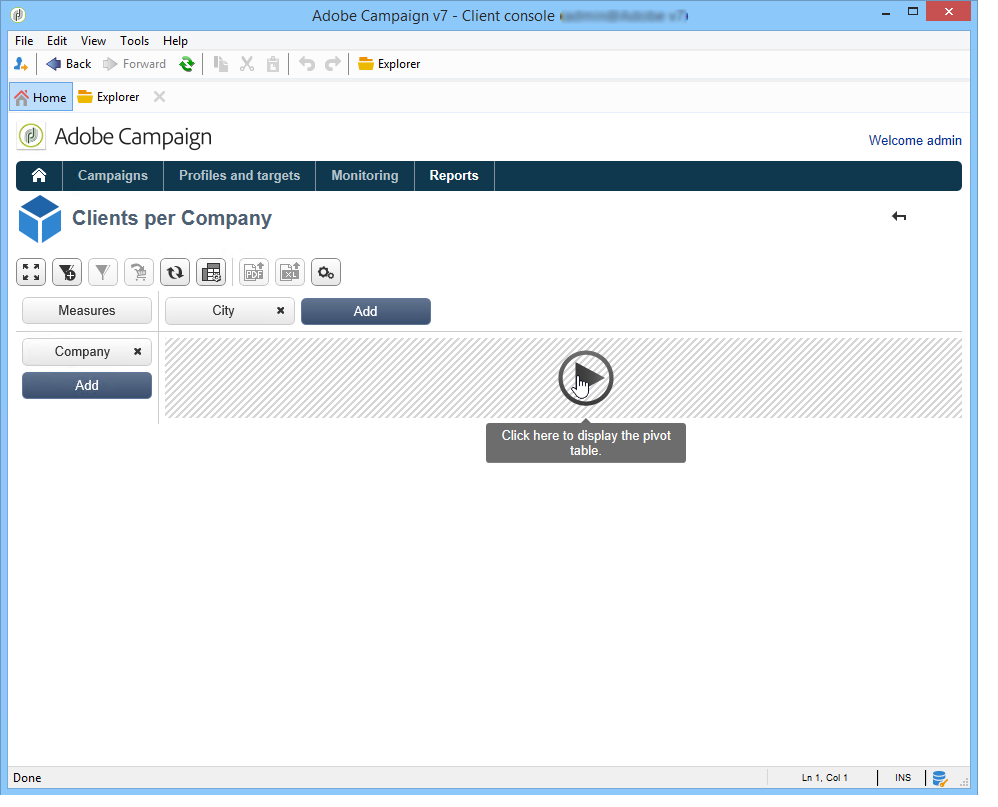 Adobe Campaign v7 - Client console
File Edit View Tools Help
Back Forward Explorer
Home Explorer
Adobe Campaign
Welcome admin
Campaigns Profiles and targets Monitoring Reports
Clients per Company
PDF XL
Measures City Add
Company
Add
Click here to display the pivot
table.
Done Ln 1, Col 1 INS